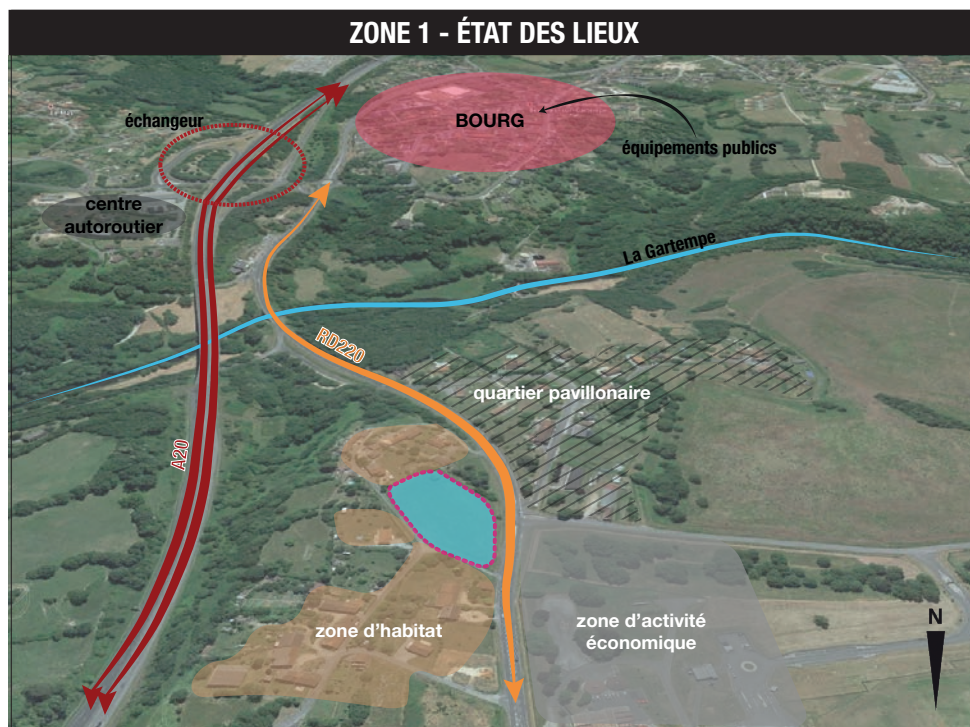 ZONE 1 - ÉTAT DES LIEUX
échangeur
BOURG
équipements publics
centre
autoroutier
La Gartempe
RD220
quartier pavillonaire
A20
zone d'habitat
zone d'activité
économique
N